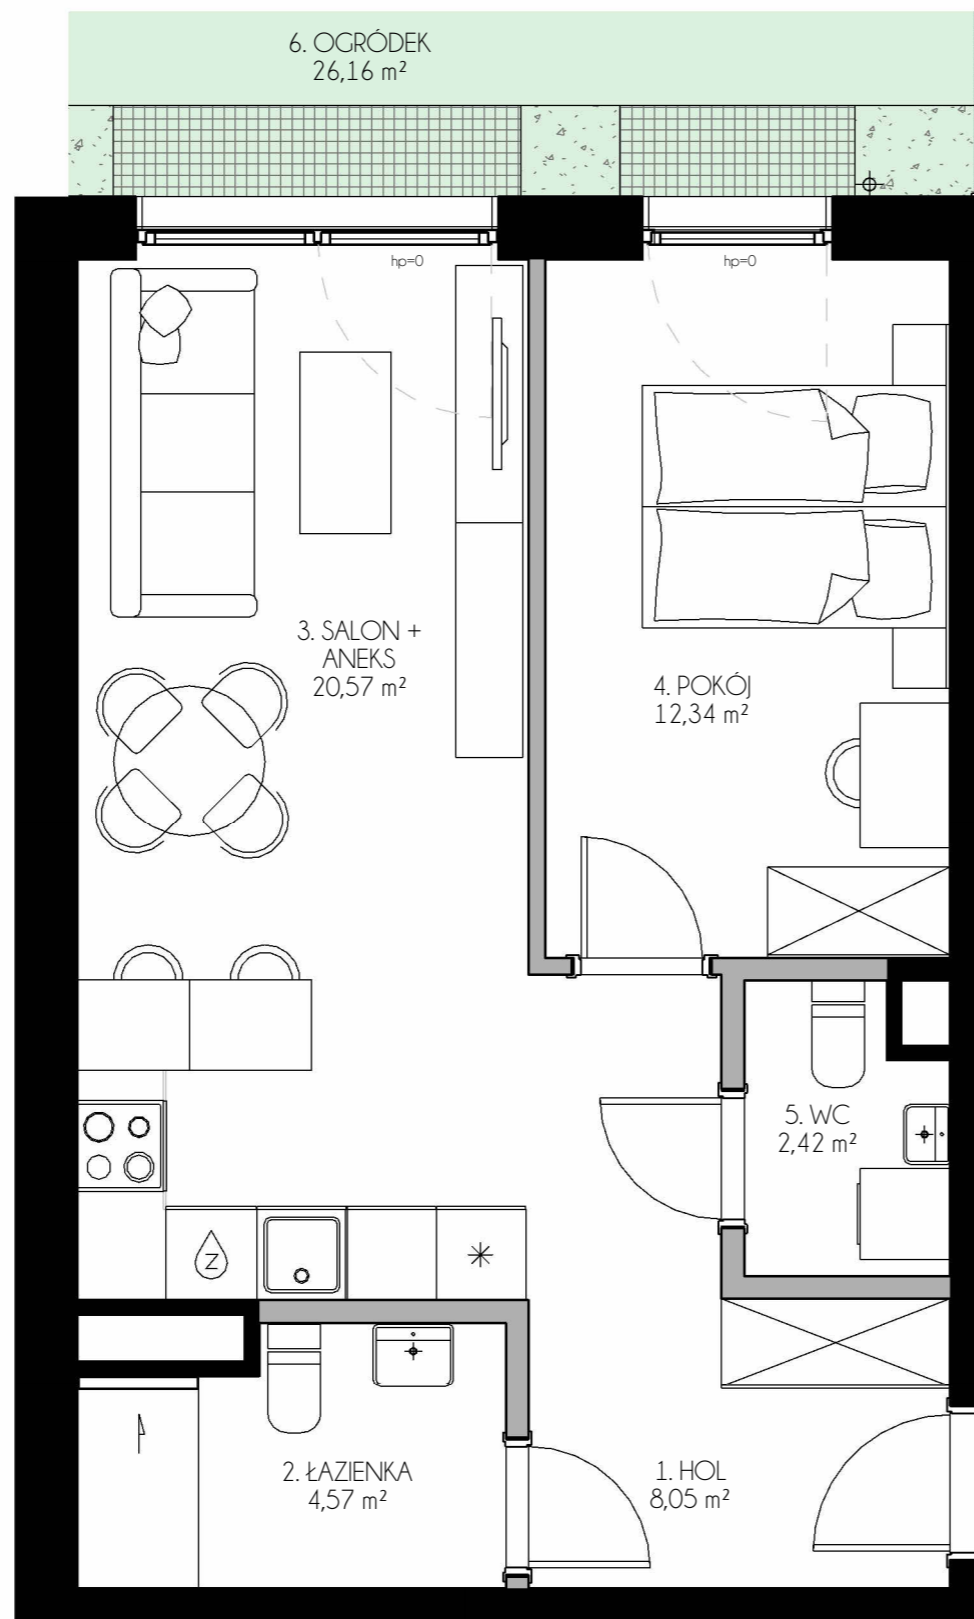 6. OGRÓDEK
26,16 m²
hp=0
hp=0
3. SALON +
ANEKS
20,57 m²
4. POKÓJ
12,34 m²
5. WC
2,42 m²
Z
2. ŁAZIENKA
4,57 m²
1. HOL
8,05 m²